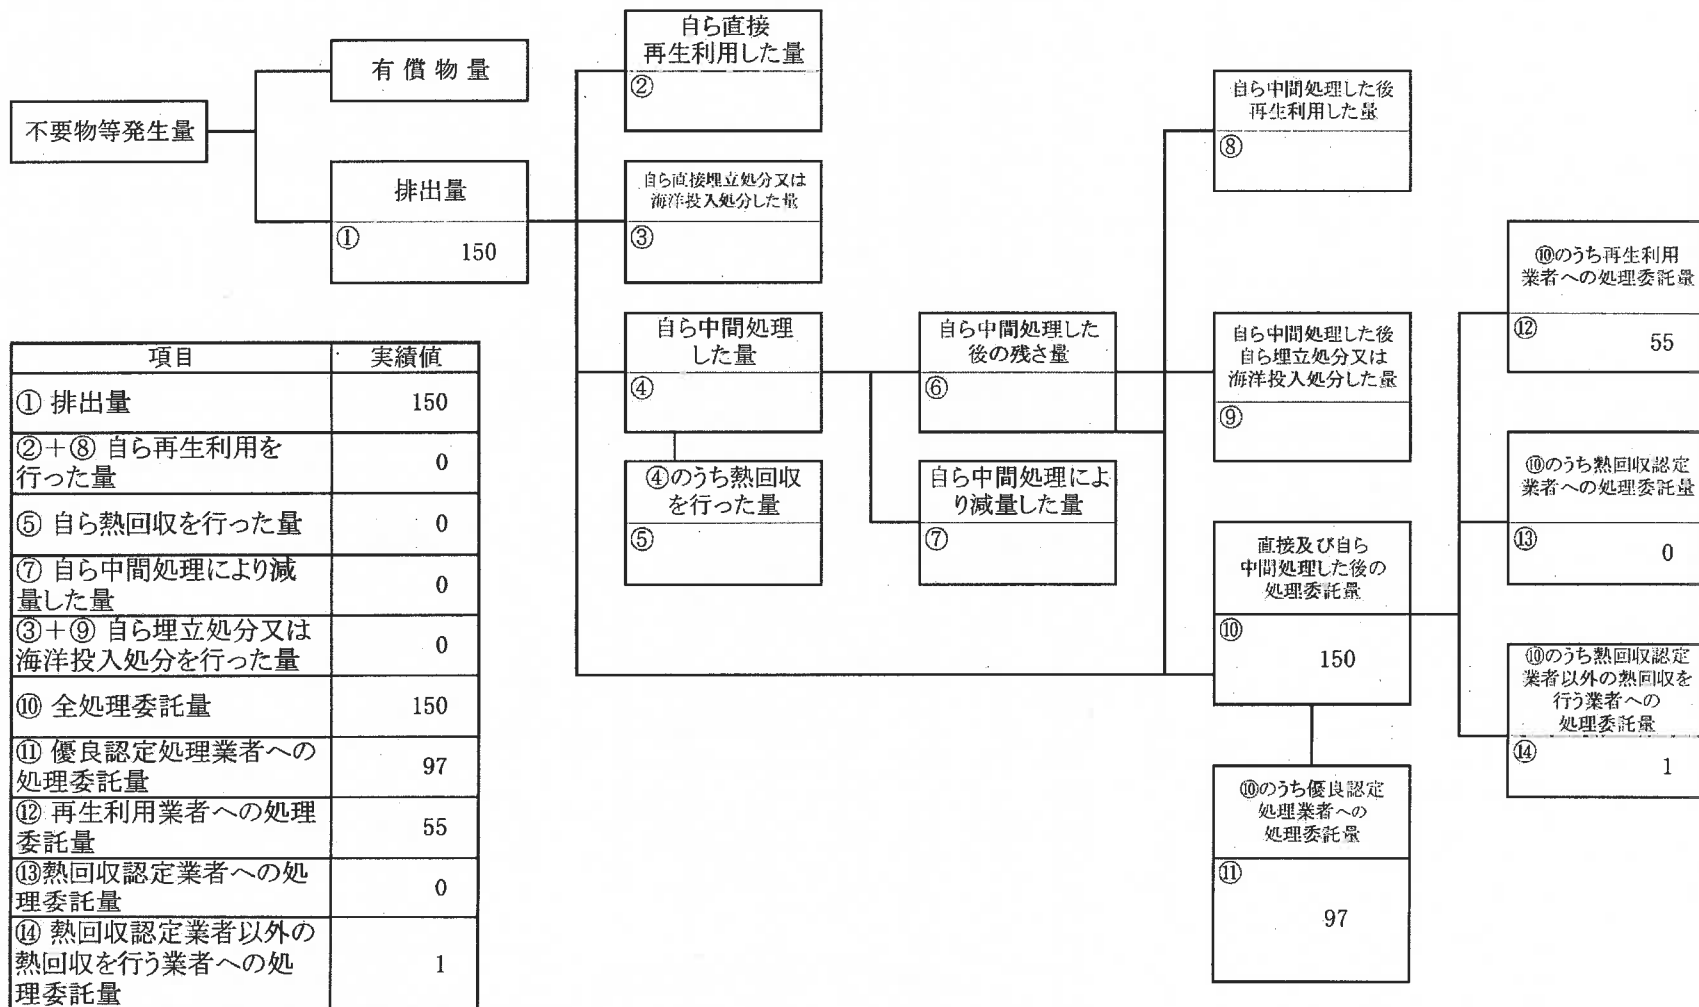 不要物等発生量
有償物量
排出量
①
150
自ら直接
再生利用した量
②
自ら直接埋立処分又は
海洋投入処分した量
③
自ら中間処理
した量
④
④のうち熱回収
を行った量
⑤
自ら中間処理した
後の残さ量
⑥
自ら中間処理によ
り減量した量
⑦
自ら中間処理した後
再生利用した量
⑧
自ら中間処理した後
自ら埋立処分又は
海洋投入処分した量
⑨
直接及び自ら
中間処理した後の
処理委託量
⑩
150
⑩のうち優良認定
処理業者への
処理委託量
⑪
97
⑩のうち再生利用
業者への処理委託量
⑫
55
⑩のうち熱回収認定
業者への処理委託量
⑬
0
⑩のうち熱回収認定
業者以外の熱回収を
行う業者への
処理委託量
⑭
1
項目 実績値
① 排出量 150
②+⑧ 自ら再生利用を
行った量 0
⑤ 自ら熱回収を行った量 0
⑦ 自ら中間処理により減
量した量 0
③+⑨ 自ら埋立処分又は
海洋投入処分を行った量 0
⑩ 全処理委託量 150
⑪ 優良認定処理業者への
処理委託量 97
⑫ 再生利用業者への処理
委託量 55
⑬熱回収認定業者への処
理委託量 0
⑭ 熱回収認定業者以外の
熱回収を行う業者への処
理委託量 1